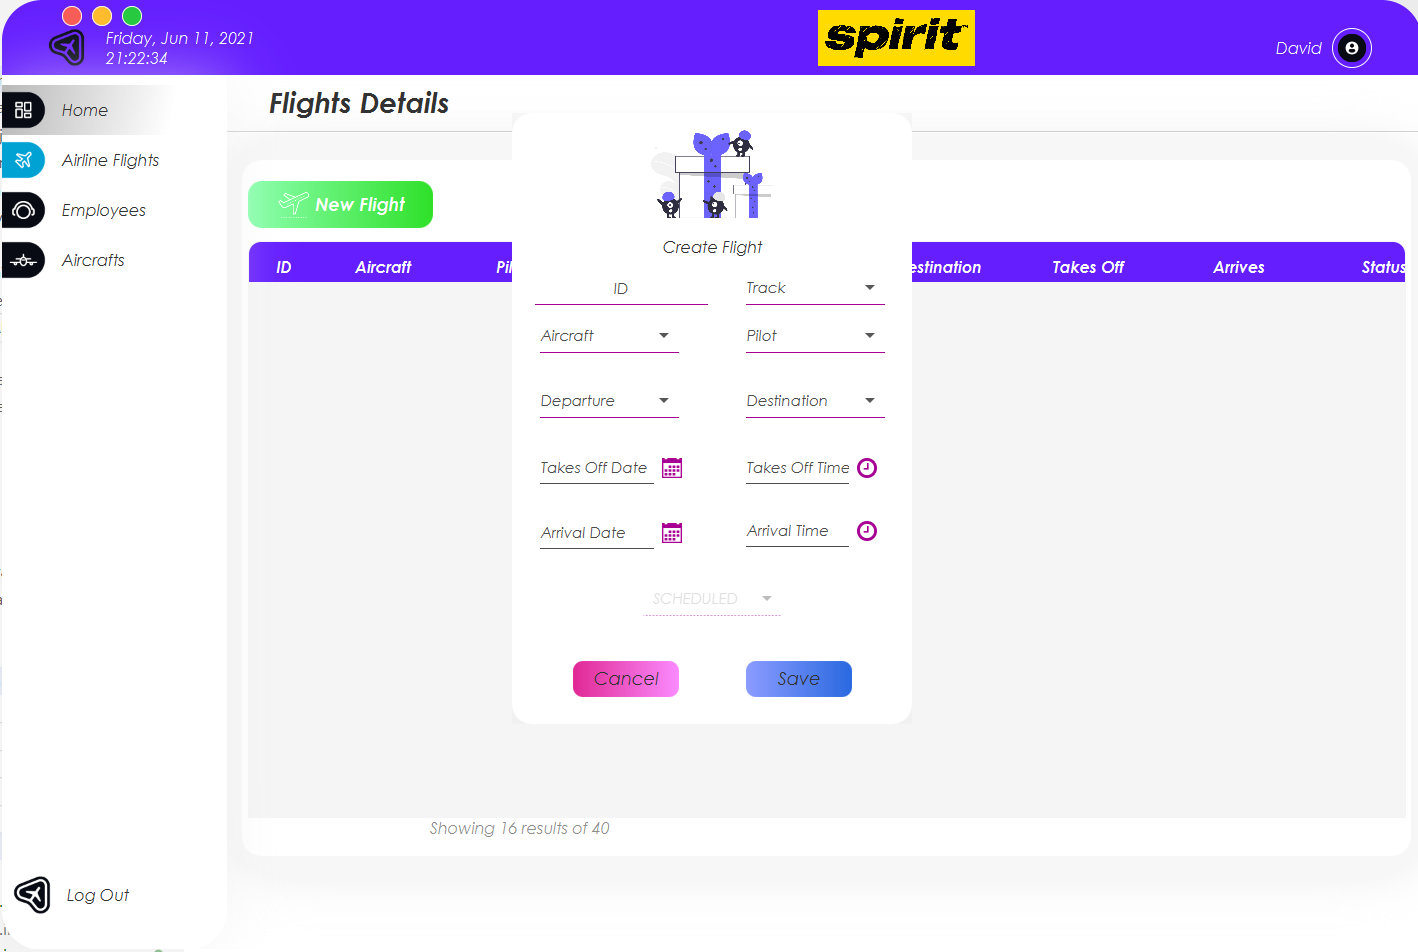 Friday, Jun 11, 2021
21:22:34
spirit
David
Home
Airline Flights
Employees
Aircrafts
Log Out
Flights Details
New Flight
ID Aircraft Pil estination Takes Off Arrives Status
Create Flight
ID Track
Aircraft Pilot
Departure Destination
Takes Off Date Takes Off Time
Arrival Date Arrival Time
SCHEDULED
Cancel Save
Showing 16 results of 40